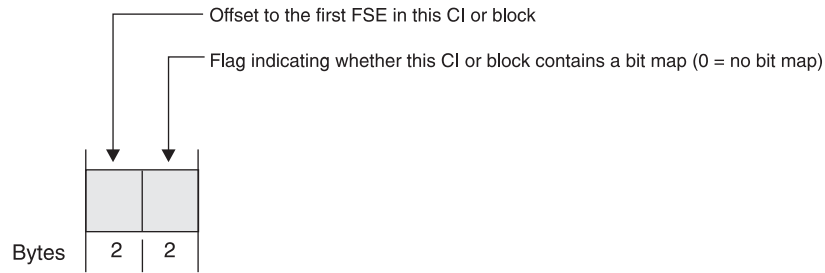 Offset to the first FSE in this CI or block
Flag indicating whether this CI or block contains a bit map (0 = no bit map)
Bytes 2 2